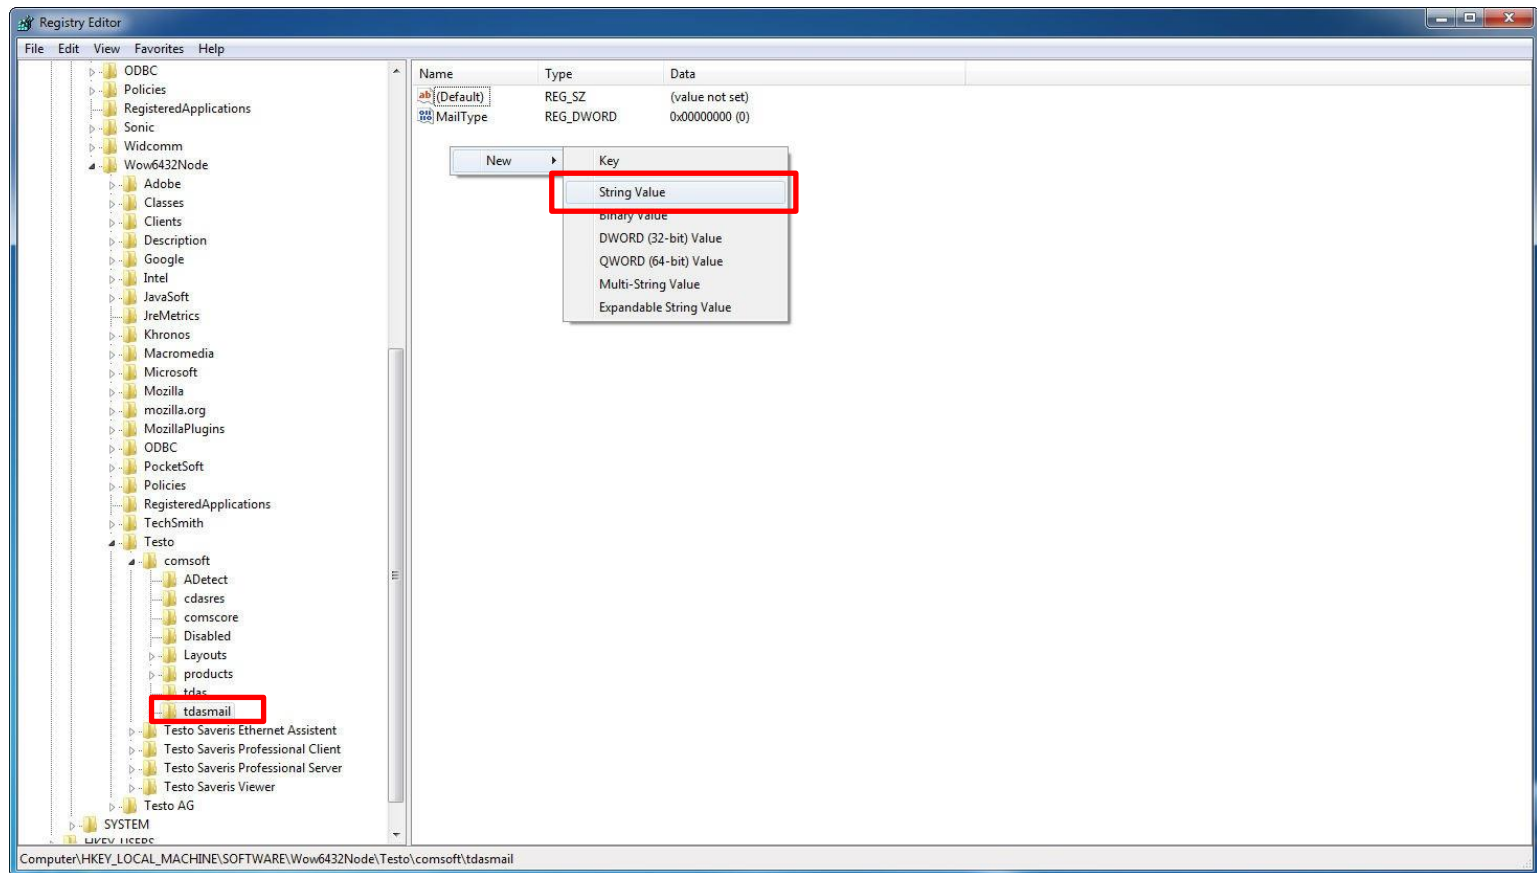 Registry Editor
File Edit View Favorites Help
ODBC
Policies
RegisteredApplications
Sonic
Widcomm
Wow6432Node
Adobe
Classes
Clients
Description
Google
Intel
JavaSoft
JreMetrics
Khronos
Macromedia
Microsoft
Mozilla
mozilla.org
MozillaPlugins
ODBC
PocketSoft
Policies
RegisteredApplications
TechSmith
Testo
comsoft
ADetect
cdasres
comscore
Disabled
Layouts
products
tdas
tdasmail
Testo Saveris Ethernet Assistent
Testo Saveris Professional Client
Testo Saveris Professional Server
Testo Saveris Viewer
Testo AG
SYSTEM
HKEY_USERS
Name Type Data
(Default) REG_SZ (value not set)
MailType REG_DWORD 0x00000000 (0)
New
Key
String Value
Binary Value
DWORD (32-bit) Value
QWORD (64-bit) Value
Multi-String Value
Expandable String Value
Computer\HKEY_LOCAL_MACHINE\SOFTWARE\Wow6432Node\Testo\comsoft\tdasmail